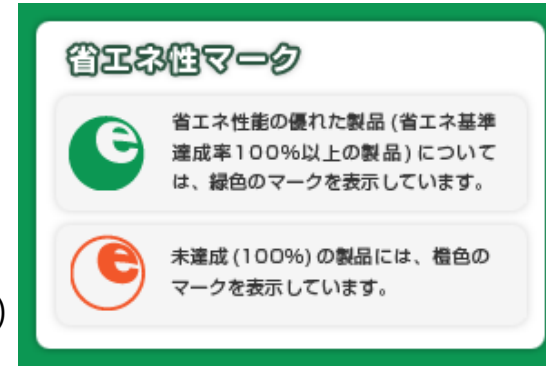 省エネ性マーク
e
省エネ性能の優れた製品(省エネ基準
達成率100%以上の製品)について
は、緑色のマークを表示しています。
e
未達成(100%)の製品には、橙色の
マークを表示しています。
)